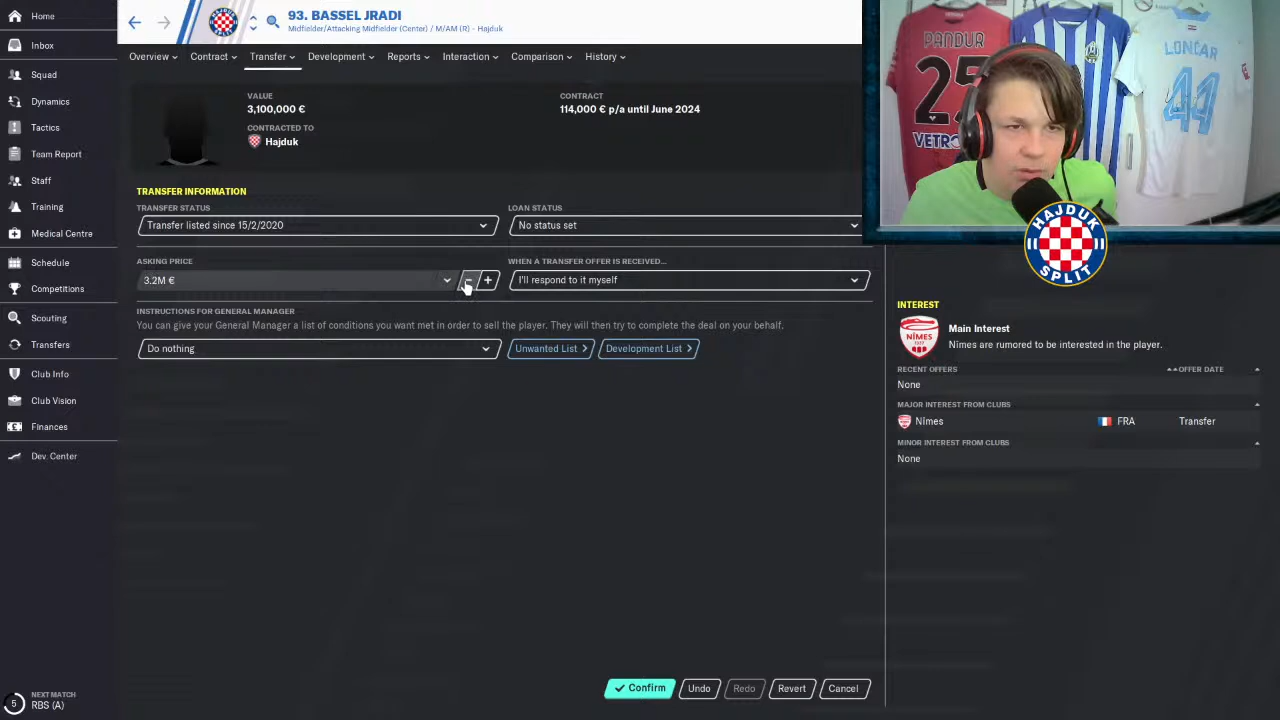 Home
Inbox
Squad
Dynamics
Tactics
Team Report
Staff
Training
Medical Centre
Schedule
Competitions
Scouting
Transfers
Club Info
Club Vision
Finances
Dev. Center
5
NEXT MATCH
RBS (A)
93. BASSEL JRADI
Midfielder/Attacking Midfielder (Center) / M/AM (R) - Hajduk
Overview
Contract
Transfer
Development
Reports
Interaction
Comparison
History
VALUE
3,100,000 €
CONTRACTED TO
Hajduk
CONTRACT
114,000 € p/a until June 2024
TRANSFER INFORMATION
TRANSFER STATUS
Transfer listed since 15/2/2020
LOAN STATUS
No status set
ASKING PRICE
3.2M €
- +
WHEN A TRANSFER OFFER IS RECEIVED...
I'll respond to it myself
INSTRUCTIONS FOR GENERAL MANAGER
You can give your General Manager a list of conditions you want met in order to sell the player. They will then try to complete the deal on your behalf.
Do nothing
Unwanted List >
Development List >
Confirm
Undo
Redo
Revert
Cancel
PANDUR
25
VETRO
LONČAR
44
HAJDUK
SPLIT
INTEREST
NÎMES
Main Interest
Nîmes are rumored to be interested in the player.
RECENT OFFERS
OFFER DATE
None
MAJOR INTEREST FROM CLUBS
Nîmes
FRA
Transfer
MINOR INTEREST FROM CLUBS
None